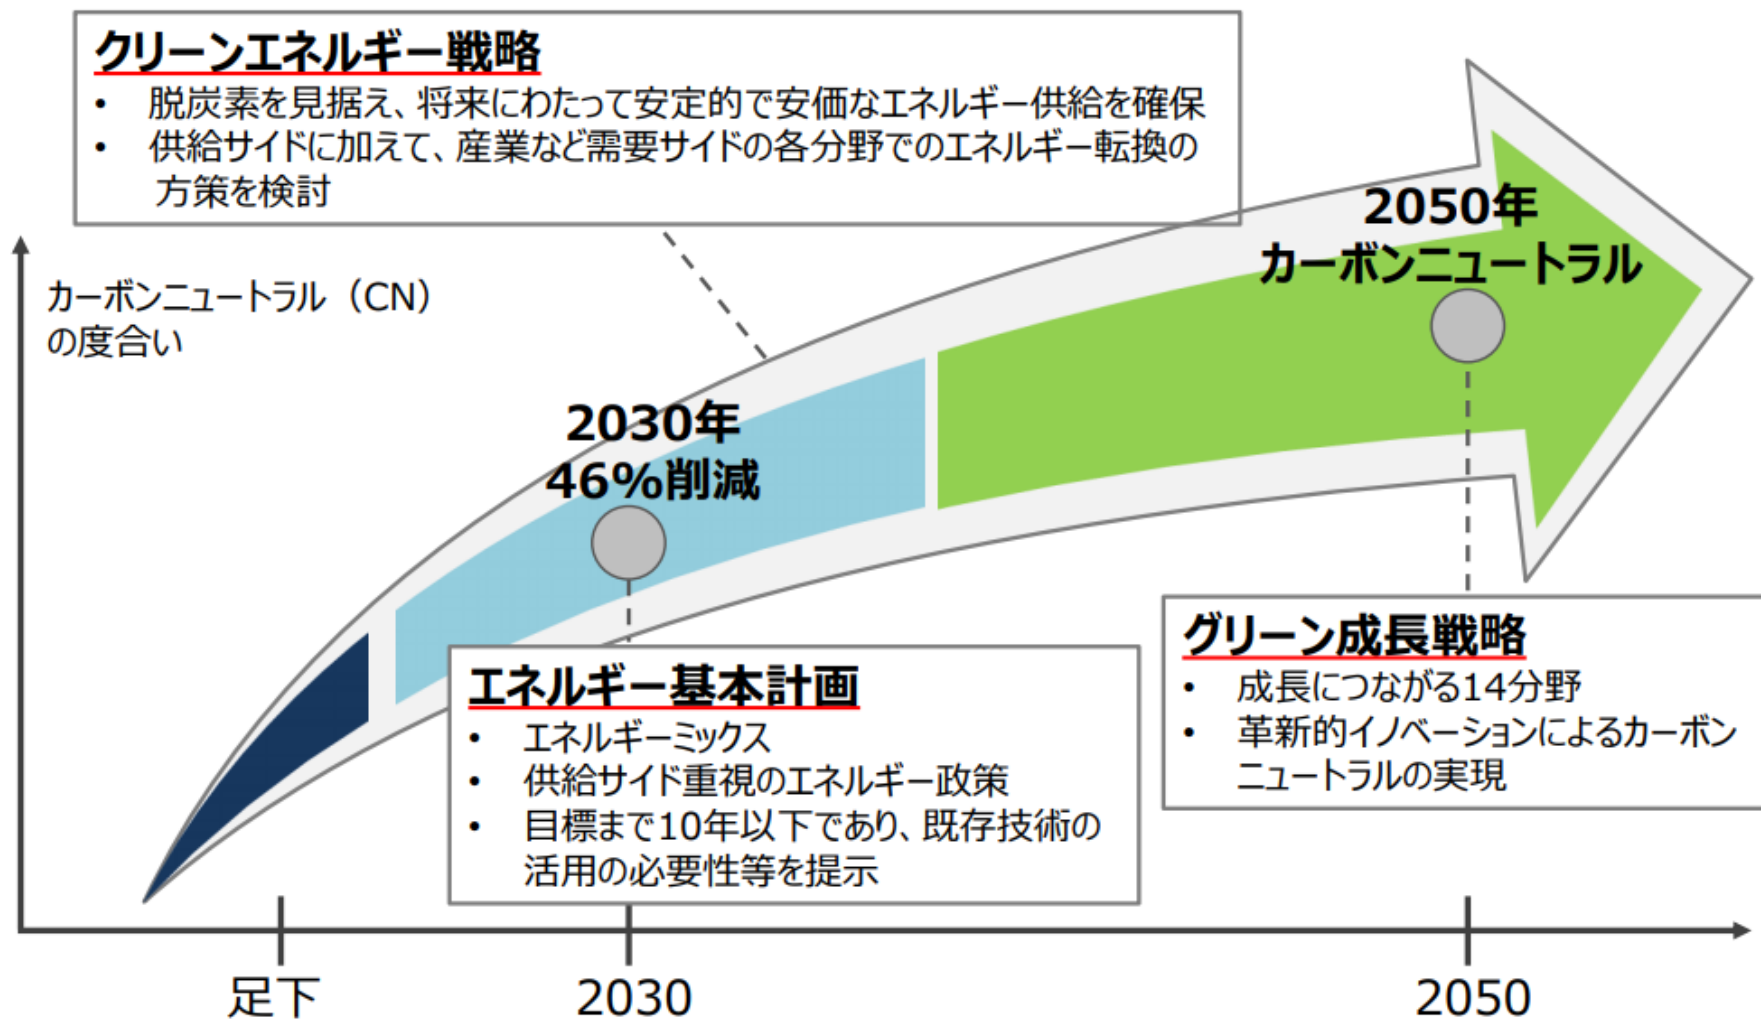 クリーンエネルギー戦略
• 脱炭素を見据え、将来にわたって安定的で安価なエネルギー供給を確保
• 供給サイドに加えて、産業など需要サイドの各分野でのエネルギー転換の
方策を検討
カーボンニュートラル（CN）
の度合い
2050年
カーボンニュートラル
2030年
46%削減
エネルギー基本計画
• エネルギーミックス
• 供給サイド重視のエネルギー政策
• 目標まで10年以下であり、既存技術の
活用の必要性等を提示
グリーン成長戦略
• 成長につながる14分野
• 革新的イノベーションによるカーボン
ニュートラルの実現
足下
2030
2050